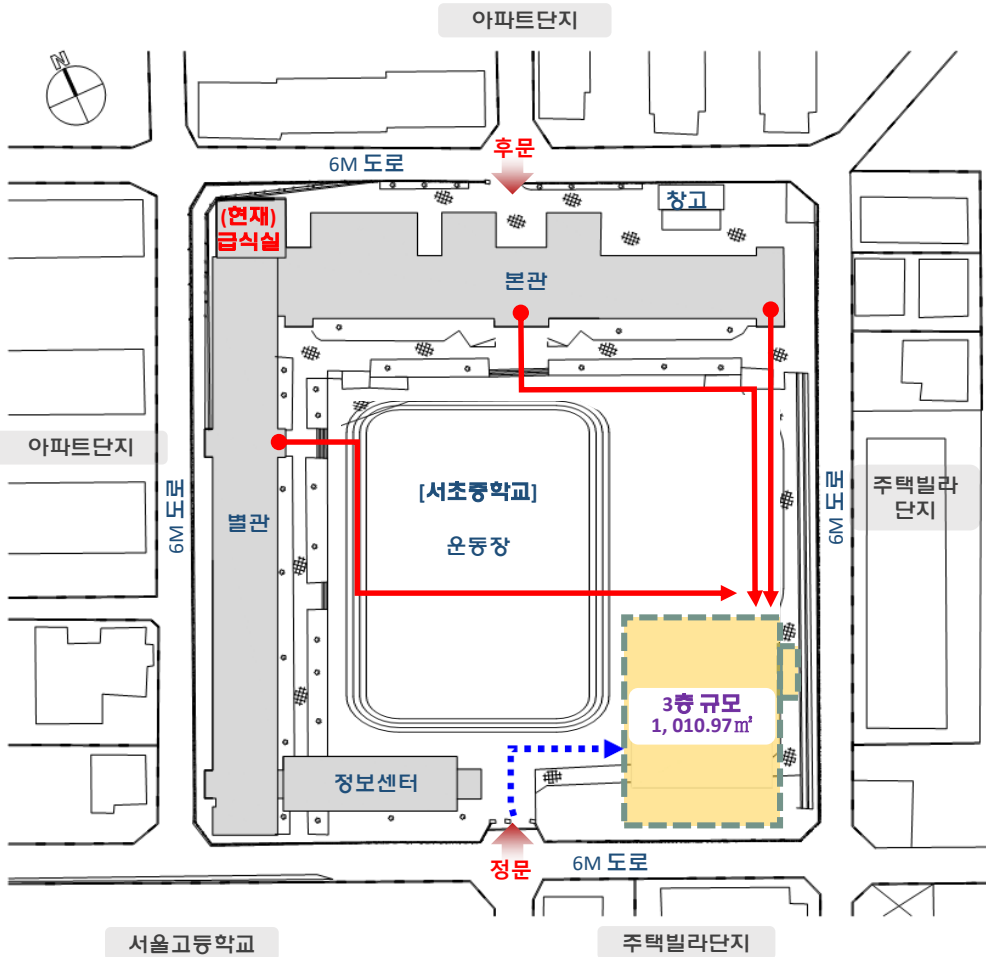 아파트단지
N
후문
6M 도로
창고
(현재)
급식실
본관
아파트단지
6M 도로
별관
[서초중학교]
운동장
6M 도로
주택빌라
단지
3층 규모
1, 010.97㎡
정보센터
정문
6M 도로
서울고등학교
주택빌라단지